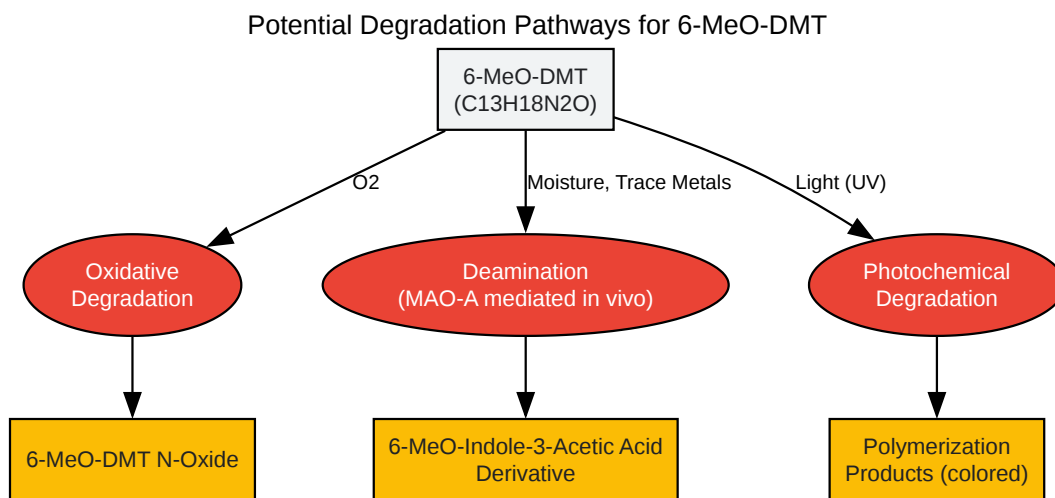 Potential Degradation Pathways for 6-MeO-DMT
6-MeO-DMT
(C13H18N2O)
O2
Moisture, Trace Metals
Light (UV)
Oxidative
Degradation
Deamination
(MAO-A mediated in vivo)
Photochemical
Degradation
6-MeO-DMT N-Oxide
6-MeO-Indole-3-Acetic Acid
Derivative
Polymerization
Products (colored)